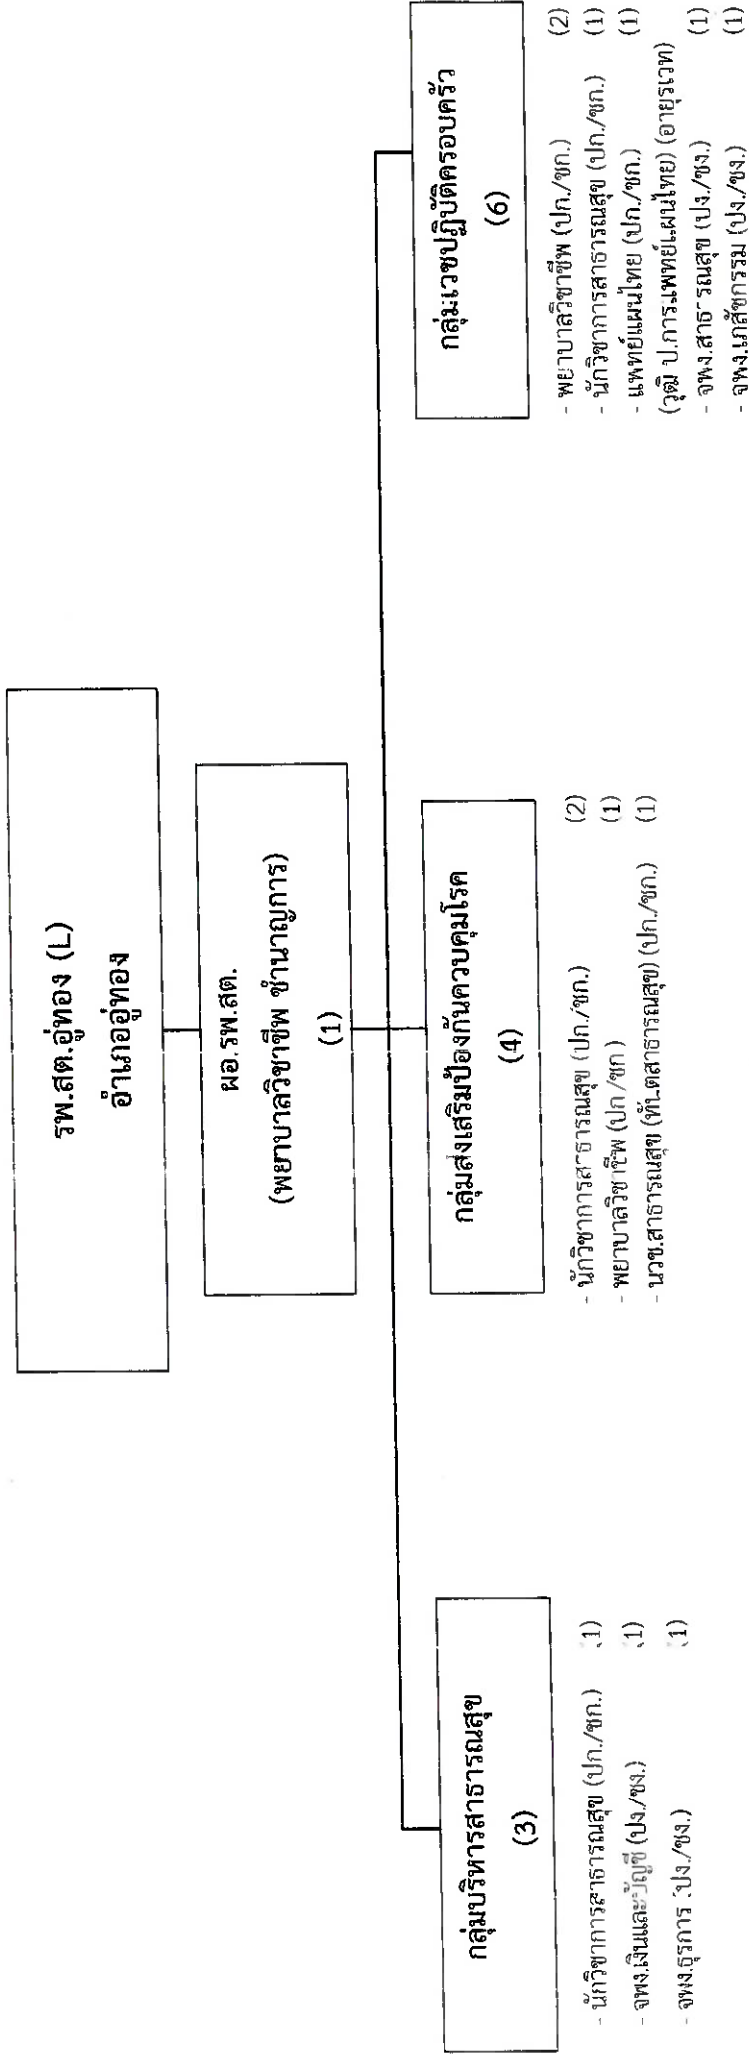 รพ.สต.อู่ทอง (L)
อำเภออู่ทอง
ผอ.รพ.สต.
(พยาบาลวิชาชีพ ชำนาญการ)
(1)
กลุ่มบริหารสาธารณสุข
(3)
- นักวิชาการสาธารณสุข (ปก./ชก.) (1)
- จพง.เงินและบัญชี (ปง./ชง.) (1)
- จพง.ธุรการ (ปง./ชง.) (1)
กลุ่มส่งเสริมป้องกันควบคุมโรค
(4)
- นักวิชาการสาธารณสุข (ปก./ชก.) (2)
- พยาบาลวิชาชีพ (ปก./ชก) (1)
- นวช.สาธารณสุข (ทันตสาธารณสุข) (ปก./ชก.) (1)
กลุ่มเวชปฏิบัติครอบครัว
(6)
- พยาบาลวิชาชีพ (ปก./ชก.) (2)
- นักวิชาการสาธารณสุข (ปก./ชก.) (1)
- แพทย์แผนไทย (ปก./ชก.) (1)
(วุฒิ ป.การแพทย์แผนไทย) (อายุรเวท)
- จพง.สาธารณสุข (ปง./ชง.) (1)
- จพง.เภสัชกรรม (ปง./ชง.) (1)